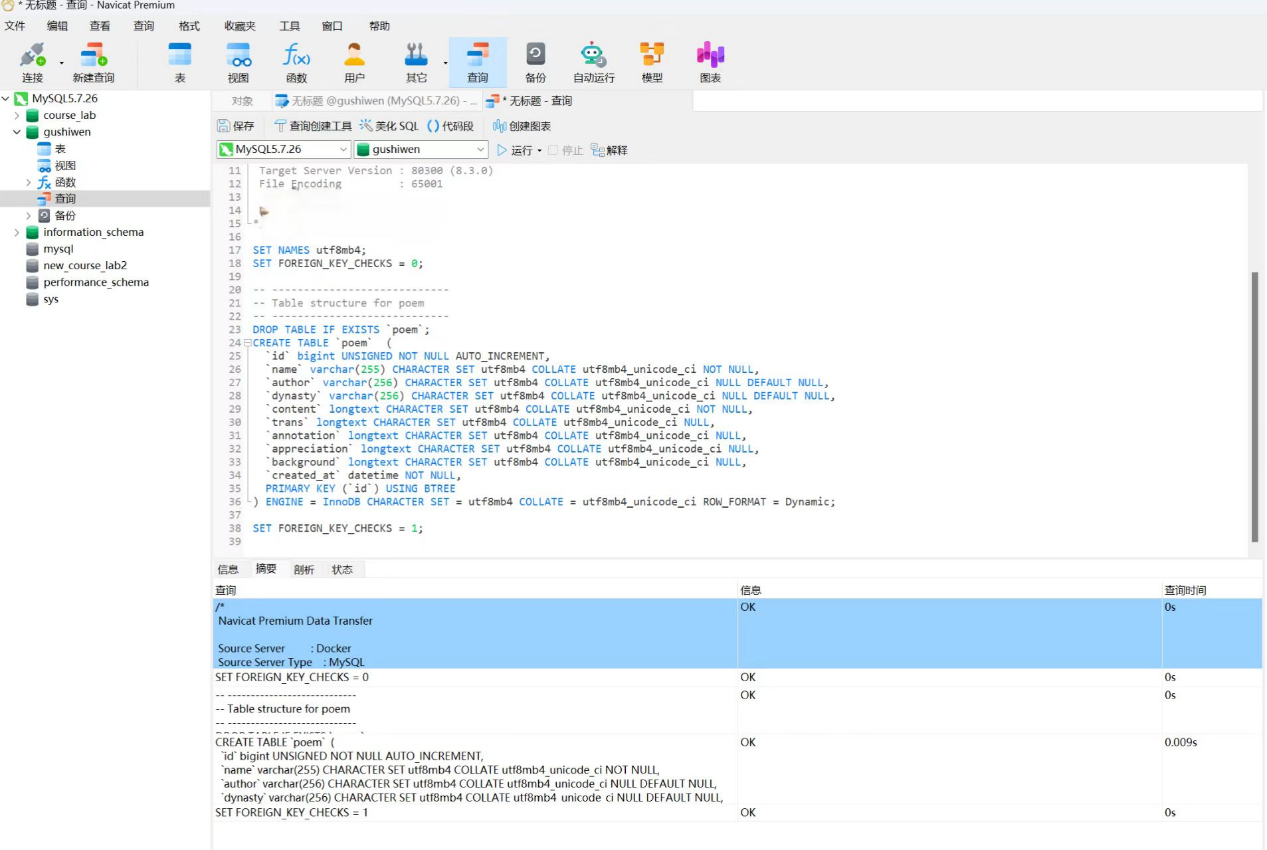 * 无标题 - 查询 - Navicat Premium
文件 编辑 查看 查询 格式 收藏夹 工具 窗口 帮助
连接 新建查询 表 视图 函数 用户 其它 查询 备份 自动运行 模型 图表
MySQL5.7.26
course_lab
gushiwen
表
视图
函数
查询
备份
information_schema
mysql
new_course_lab2
performance_schema
sys
对象 无标题 @gushiwen (MySQL5.7.26) - ... * 无标题 - 查询
保存 查询创建工具 美化 SQL () 代码段 创建图表
MySQL5.7.26 gushiwen 运行 停止 解释
11 Target Server Version : 80300 (8.3.0)
12 File Encoding : 65001
13
14
15 *
16
17 SET NAMES utf8mb4;
18 SET FOREIGN_KEY_CHECKS = 0;
19
20 -- ----------------------------
21 -- Table structure for poem
22 -- ----------------------------
23 DROP TABLE IF EXISTS `poem`;
24 CREATE TABLE `poem` (
25 `id` bigint UNSIGNED NOT NULL AUTO_INCREMENT,
26 `name` varchar(255) CHARACTER SET utf8mb4 COLLATE utf8mb4_unicode_ci NOT NULL,
27 `author` varchar(256) CHARACTER SET utf8mb4 COLLATE utf8mb4_unicode_ci NULL DEFAULT NULL,
28 `dynasty` varchar(256) CHARACTER SET utf8mb4 COLLATE utf8mb4_unicode_ci NULL DEFAULT NULL,
29 `content` longtext CHARACTER SET utf8mb4 COLLATE utf8mb4_unicode_ci NOT NULL,
30 `trans` longtext CHARACTER SET utf8mb4 COLLATE utf8mb4_unicode_ci NULL,
31 `annotation` longtext CHARACTER SET utf8mb4 COLLATE utf8mb4_unicode_ci NULL,
32 `appreciation` longtext CHARACTER SET utf8mb4 COLLATE utf8mb4_unicode_ci NULL,
33 `background` longtext CHARACTER SET utf8mb4 COLLATE utf8mb4_unicode_ci NULL,
34 `created_at` datetime NOT NULL,
35 PRIMARY KEY (`id`) USING BTREE
36 ) ENGINE = InnoDB CHARACTER SET = utf8mb4 COLLATE = utf8mb4_unicode_ci ROW_FORMAT = Dynamic;
37
38 SET FOREIGN_KEY_CHECKS = 1;
39
信息 摘要 剖析 状态
查询 信息 查询时间
/* OK 0s
Navicat Premium Data Transfer
Source Server : Docker
Source Server Type : MySQL
SET FOREIGN_KEY_CHECKS = 0 OK 0s
-- ---------------------------- OK 0s
-- Table structure for poem
-- ----------------------------
CREATE TABLE `poem` ( OK 0.009s
`id` bigint UNSIGNED NOT NULL AUTO_INCREMENT,
`name` varchar(255) CHARACTER SET utf8mb4 COLLATE utf8mb4_unicode_ci NOT NULL,
`author` varchar(256) CHARACTER SET utf8mb4 COLLATE utf8mb4_unicode_ci NULL DEFAULT NULL,
`dynasty` varchar(256) CHARACTER SET utf8mb4 COLLATE utf8mb4_unicode_ci NULL DEFAULT NULL,
SET FOREIGN_KEY_CHECKS = 1 OK 0s